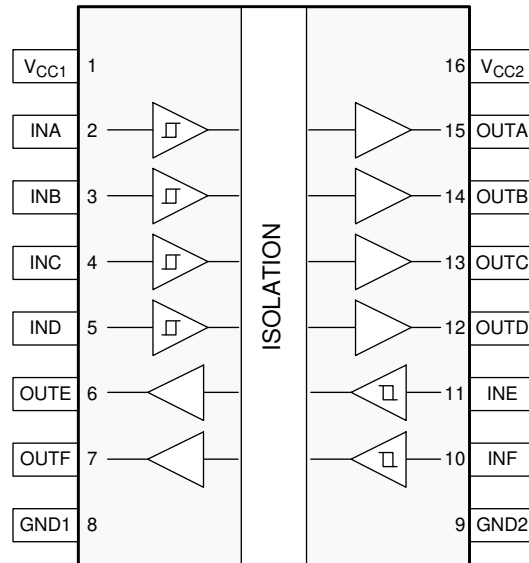 VCC1 1 16 VCC2
INA 2 15 OUTA
INB 3 14 OUTB
INC 4 13 OUTC
IND 5 12 OUTD
OUTE 6 11 INE
OUTF 7 10 INF
GND1 8 9 GND2
ISOLATION